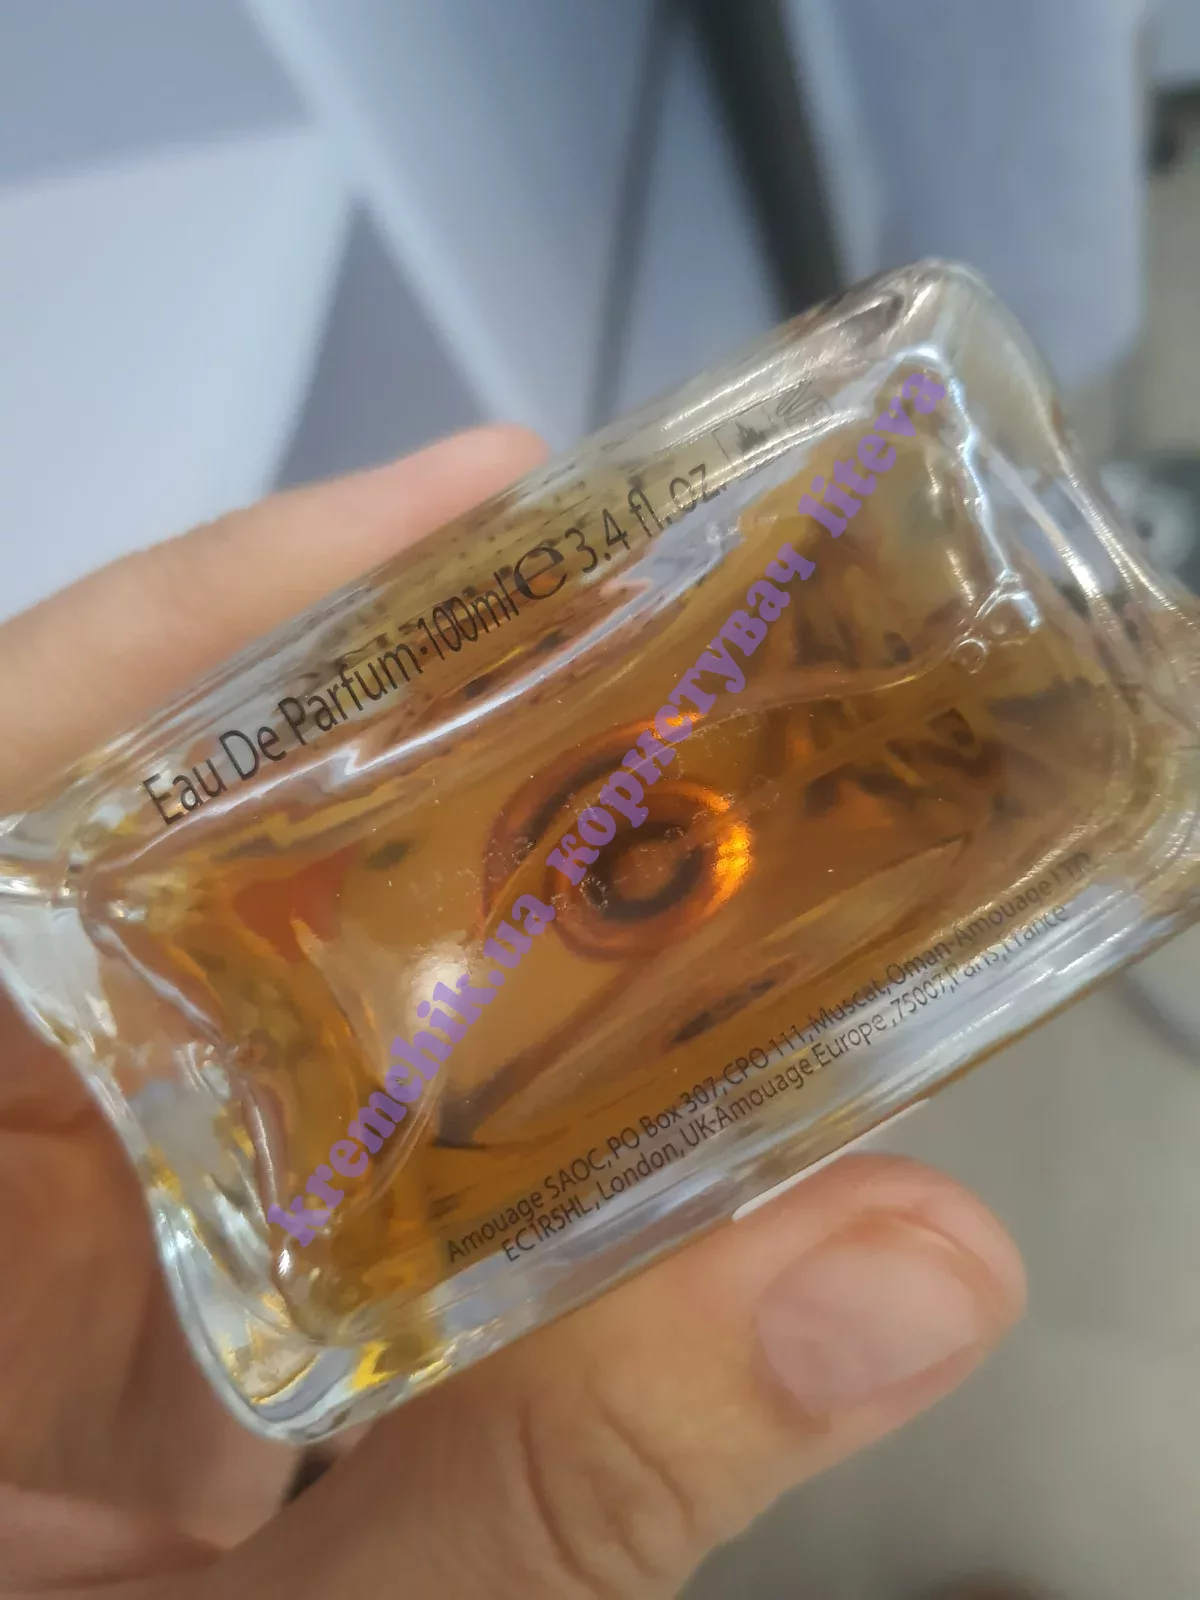 Eau De Parfum·100ml℮3.4 fl.oz.
kremchik.ua користувач liteva
Amouage SAOC,PO Box 307,CPO 111,Muscat,Oman-Amouage LTD
EC1R5HL,London,UK-Amouage Europe,75007,Paris,France